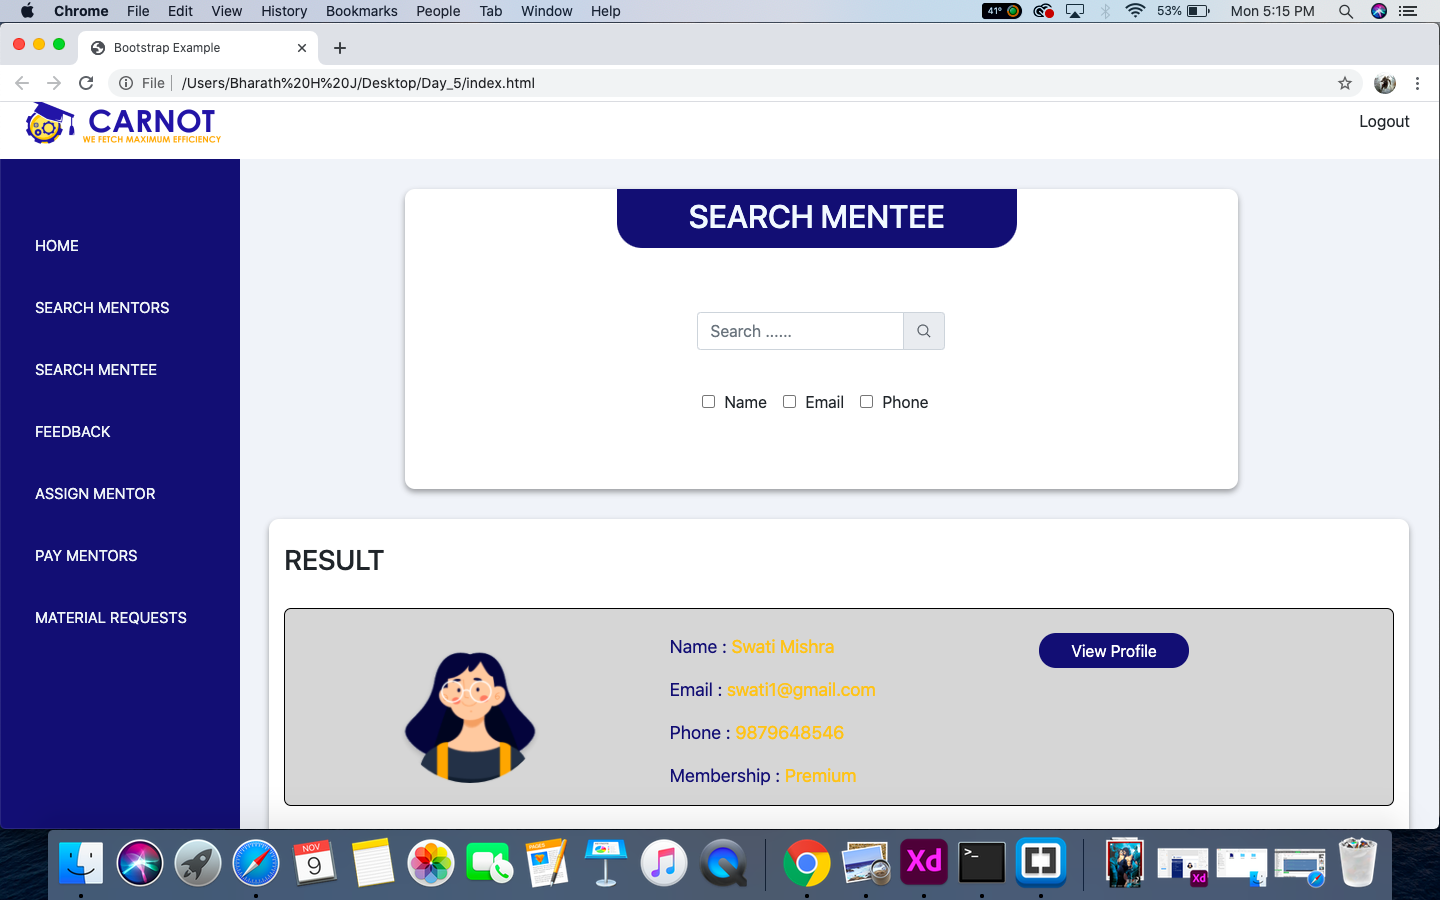 Chrome File Edit View History Bookmarks People Tab Window Help 41° 53% Mon 5:15 PM
Bootstrap Example
File /Users/Bharath%20H%20J/Desktop/Day_5/index.html
CARNOT
WE FETCH MAXIMUM EFFICIENCY
Logout
HOME
SEARCH MENTORS
SEARCH MENTEE
FEEDBACK
ASSIGN MENTOR
PAY MENTORS
MATERIAL REQUESTS
SEARCH MENTEE
Search ......
Name Email Phone
RESULT
Name : Swati Mishra
Email : swati1@gmail.com
Phone : 9879648546
Membership : Premium
View Profile
NOV
9
PAGES
Xd
>_
Xd